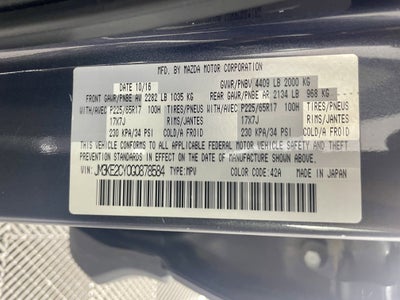 MFD. BY MAZDA MOTOR CORPORATION
DATE 10/16 GVWR/PNBV 4409 LB 2000 KG
FRONT GAWR/PNBE AV 2282 LB 1035 KG REAR GAWR/PNBE AR 2134 LB 968 KG
WITH/AVEC P225/65R17 100H TIRES/PNEUS WITH/AVEC P225/65R17 100H TIRES/PNEUS
17X7J RIMS/JANTES 17X7J RIMS/JANTES
230 KPA/34 PSI 230 KPA/34 PSI
THIS VEHICLE CONFORMS TO ALL APPLICABLE FEDERAL MOTOR VEHICLE SAFETY AND THEFT
PREVENTION STANDARDS IN EFFECT ON THE DATE OF MANUFACTURE SHOWN ABOVE.
VIN: JM3KE2CY0G0878684 TYPE: MPV COLOR CODE: 42A MADE IN JAPAN